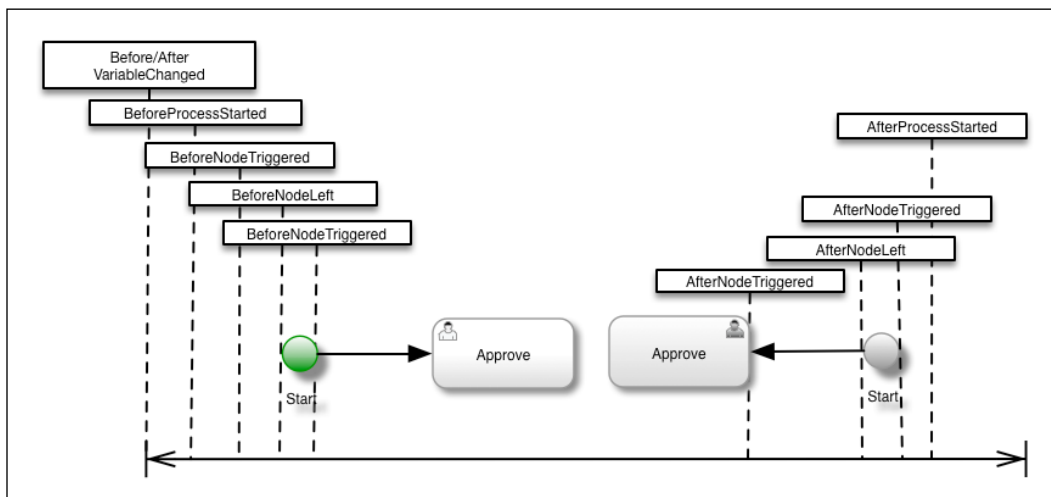 Before/After
VariableChanged
BeforeProcessStarted
AfterProcessStarted
BeforeNodeTriggered
BeforeNodeLeft
AfterNodeTriggered
BeforeNodeTriggered
AfterNodeLeft
AfterNodeTriggered
Approve
Approve
Start
Start